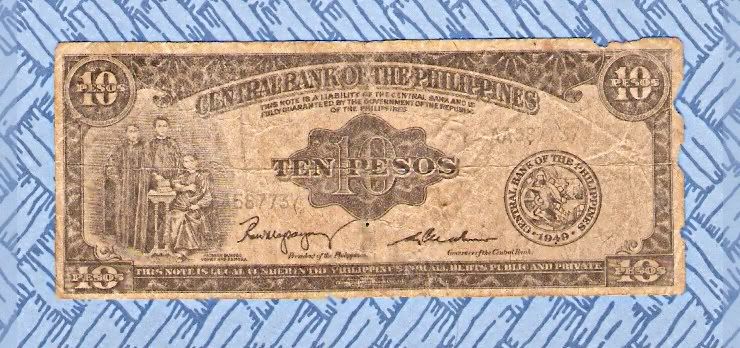 10
PESOS
CENTRAL BANK OF THE PHILIPPINES
10
PESOS
THIS NOTE IS A LIABILITY OF THE CENTRAL BANK AND IS
FULLY GUARANTEED BY THE GOVERNMENT OF THE REPUBLIC
OF THE PHILIPPINES
TEN PESOS
10
CENTRAL BANK OF THE PHILIPPINES
1949
President of the Philippines
Governor of the Central Bank
THIS NOTE IS LEGAL TENDER IN THE PHILIPPINES FOR ALL DEBTS PUBLIC AND PRIVATE
10
PESOS
10
PESOS